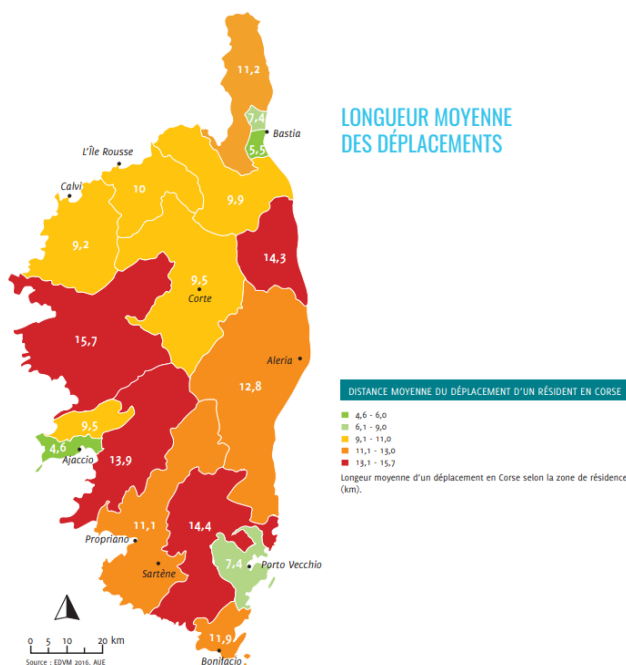 11,2
LONGUEUR MOYENNE
DES DÉPLACEMENTS
7,4
Bastia
5,5
L'Île Rousse
Calvi
10
9,9
9,2
14,3
9,5
Corte
15,7
Aleria
12,8
DISTANCE MOYENNE DU DÉPLACEMENT D'UN RÉSIDENT EN CORSE
4,6 - 6,0
6,1 - 9,0
9,1 - 11,0
11,1 - 13,0
13,1 - 15,7
Longeur moyenne d'un déplacement en Corse selon la zone de résidence
(km).
9,5
4,6
Ajaccio
13,9
11,1
14,4
Propriano
7,4
Porto Vecchio
Sartène
11,9
Bonifacio
0 5 10 20 km
Source : EDVM 2016, AUE